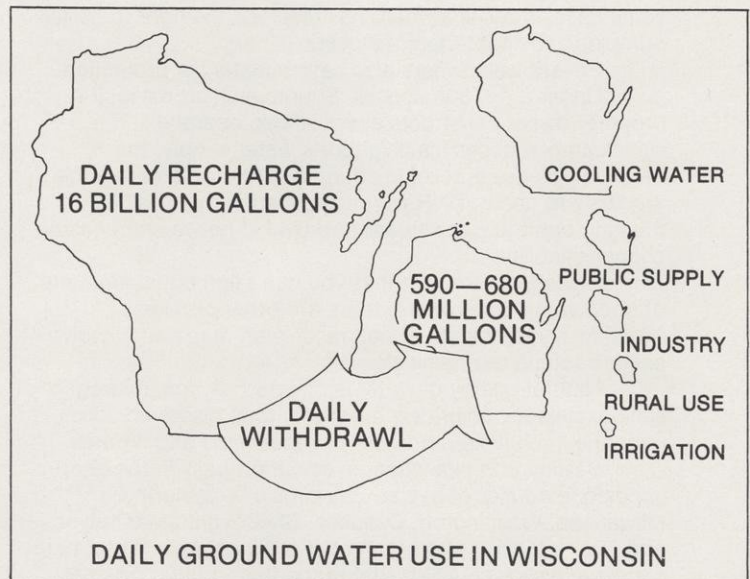 DAILY RECHARGE
16 BILLION GALLONS
590—680
MILLION
GALLONS
DAILY
WITHDRAWL
COOLING WATER
PUBLIC SUPPLY
INDUSTRY
RURAL USE
IRRIGATION
DAILY GROUND WATER USE IN WISCONSIN